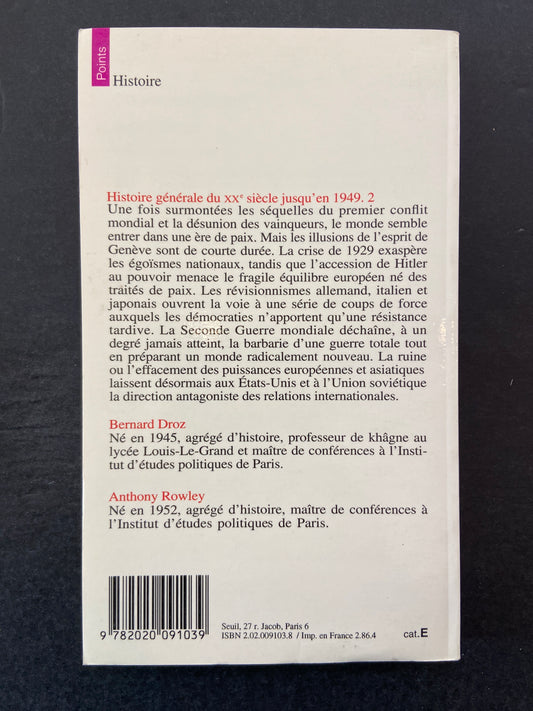 Points
Histoire
Histoire générale du XXe siècle jusqu'en 1949. 2
Une fois surmontées les séquelles du premier conflit
mondial et la désunion des vainqueurs, le monde semble
entrer dans une ère de paix. Mais les illusions de l'esprit de
Genève sont de courte durée. La crise de 1929 exaspère
les égoïsmes nationaux, tandis que l'accession de Hitler
au pouvoir menace le fragile équilibre européen né des
traités de paix. Les révisionnismes allemand, italien et
japonais ouvrent la voie à une série de coups de force
auxquels les démocraties n'apportent qu'une résistance
tardive. La Seconde Guerre mondiale déchaîne, à un
degré jamais atteint, la barbarie d'une guerre totale tout
en préparant un monde radicalement nouveau. La ruine
ou l'effacement des puissances européennes et asiatiques
laissent désormais aux États-Unis et à l'Union soviétique
la direction antagoniste des relations internationales.
Bernard Droz
Né en 1945, agrégé d'histoire, professeur de khâgne au
lycée Louis-Le-Grand et maître de conférences à l'Insti-
tut d'études politiques de Paris.
Anthony Rowley
Né en 1952, agrégé d'histoire, maître de conférences à
l'Institut d'études politiques de Paris.
9 782020 091039
Seuil, 27 r. Jacob, Paris 6
ISBN 2.02.009103.8 / Imp. en France 2.86.4
cat.E